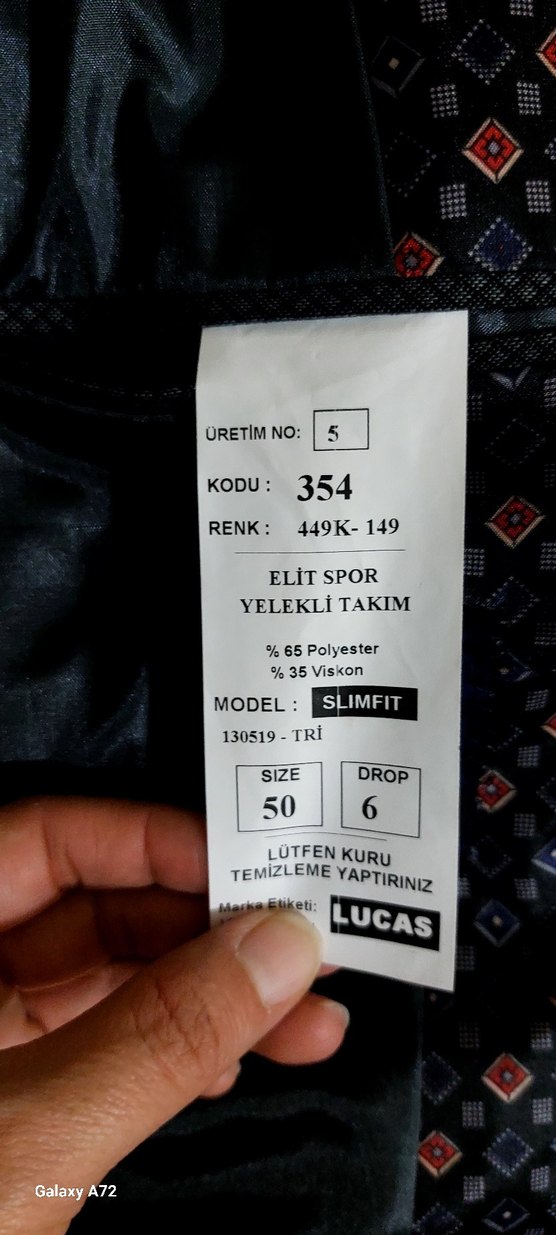 ÜRETİM NO: 5
KODU : 354
RENK : 449K- 149
ELİT SPOR
YELEKLİ TAKIM
% 65 Polyester
% 35 Viskon
MODEL : SLIMFIT
130519 - TRİ
SIZE DROP
50 6
LÜTFEN KURU
TEMİZLEME YAPTIRINIZ
Marka Etiketi: LUCAS
Galaxy A72